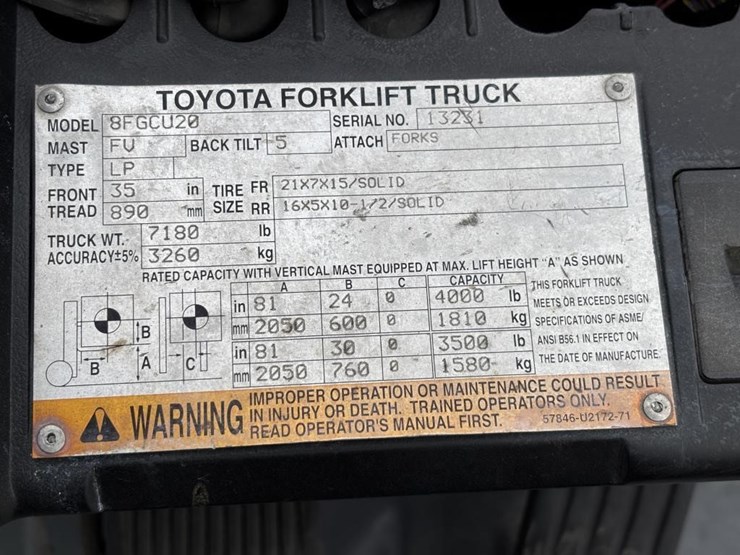 TOYOTA FORKLIFT TRUCK
MODEL 8FGCU20 SERIAL NO. 13231
MAST FV BACK TILT 5 ATTACH FORKS
TYPE LP
FRONT TREAD 35 in TIRE SIZE FR 21X7X15/SOLID
890 mm RR 16X5X10-1/2/SOLID
TRUCK WT. 7180 lb
ACCURACY±5% 3260 kg
RATED CAPACITY WITH VERTICAL MAST EQUIPPED AT MAX. LIFT HEIGHT "A" AS SHOWN
A B C CAPACITY
in 81 24 0 4000 lb
mm 2050 600 0 1810 kg
in 81 30 0 3500 lb
mm 2050 760 0 1580 kg
B
B A C
THIS FORKLIFT TRUCK
MEETS OR EXCEEDS DESIGN
SPECIFICATIONS OF ASME/
ANSI B56.1 IN EFFECT ON
THE DATE OF MANUFACTURE.
WARNING
IMPROPER OPERATION OR MAINTENANCE COULD RESULT
IN INJURY OR DEATH. TRAINED OPERATORS ONLY.
READ OPERATOR'S MANUAL FIRST. 57846-U2172-71